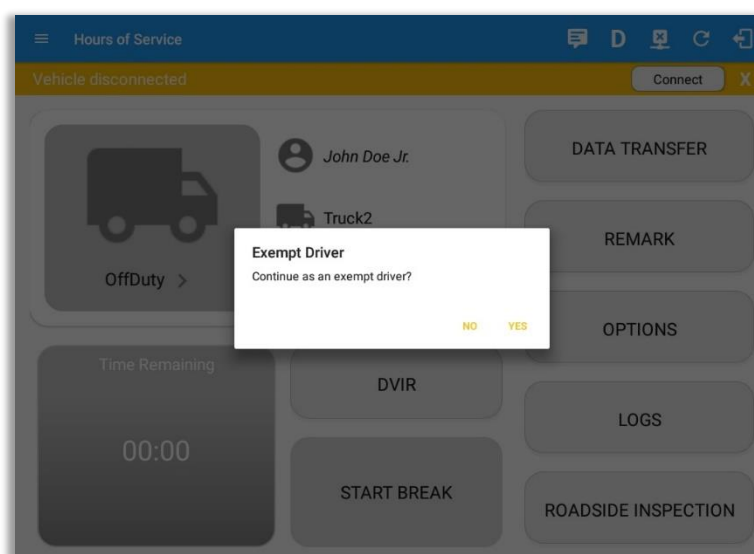 Hours of Service
D
Vehicle disconnected
Connect
X
John Doe Jr.
Truck2
OffDuty >
Exempt Driver
Continue as an exempt driver?
NO YES
Time Remaining
00:00
DVIR
START BREAK
DATA TRANSFER
REMARK
OPTIONS
LOGS
ROADSIDE INSPECTION